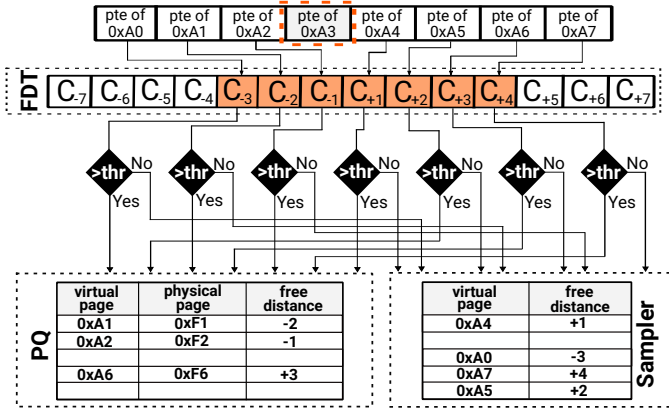 pte of 0xA0 pte of 0xA1 pte of 0xA2 pte of 0xA3 pte of 0xA4 pte of 0xA5 pte of 0xA6 pte of 0xA7
FDT
C-7 C-6 C-5 C-4 C-3 C-2 C-1 C+1 C+2 C+3 C+4 C+5 C+6 C+7
>thr No >thr No >thr No >thr No >thr No >thr No >thr No
Yes Yes Yes Yes Yes Yes Yes
PQ
virtual page physical page free distance
0xA1 0xF1 -2
0xA2 0xF2 -1
0xA6 0xF6 +3
virtual page free distance
0xA4 +1
0xA0 -3
0xA7 +4
0xA5 +2
Sampler